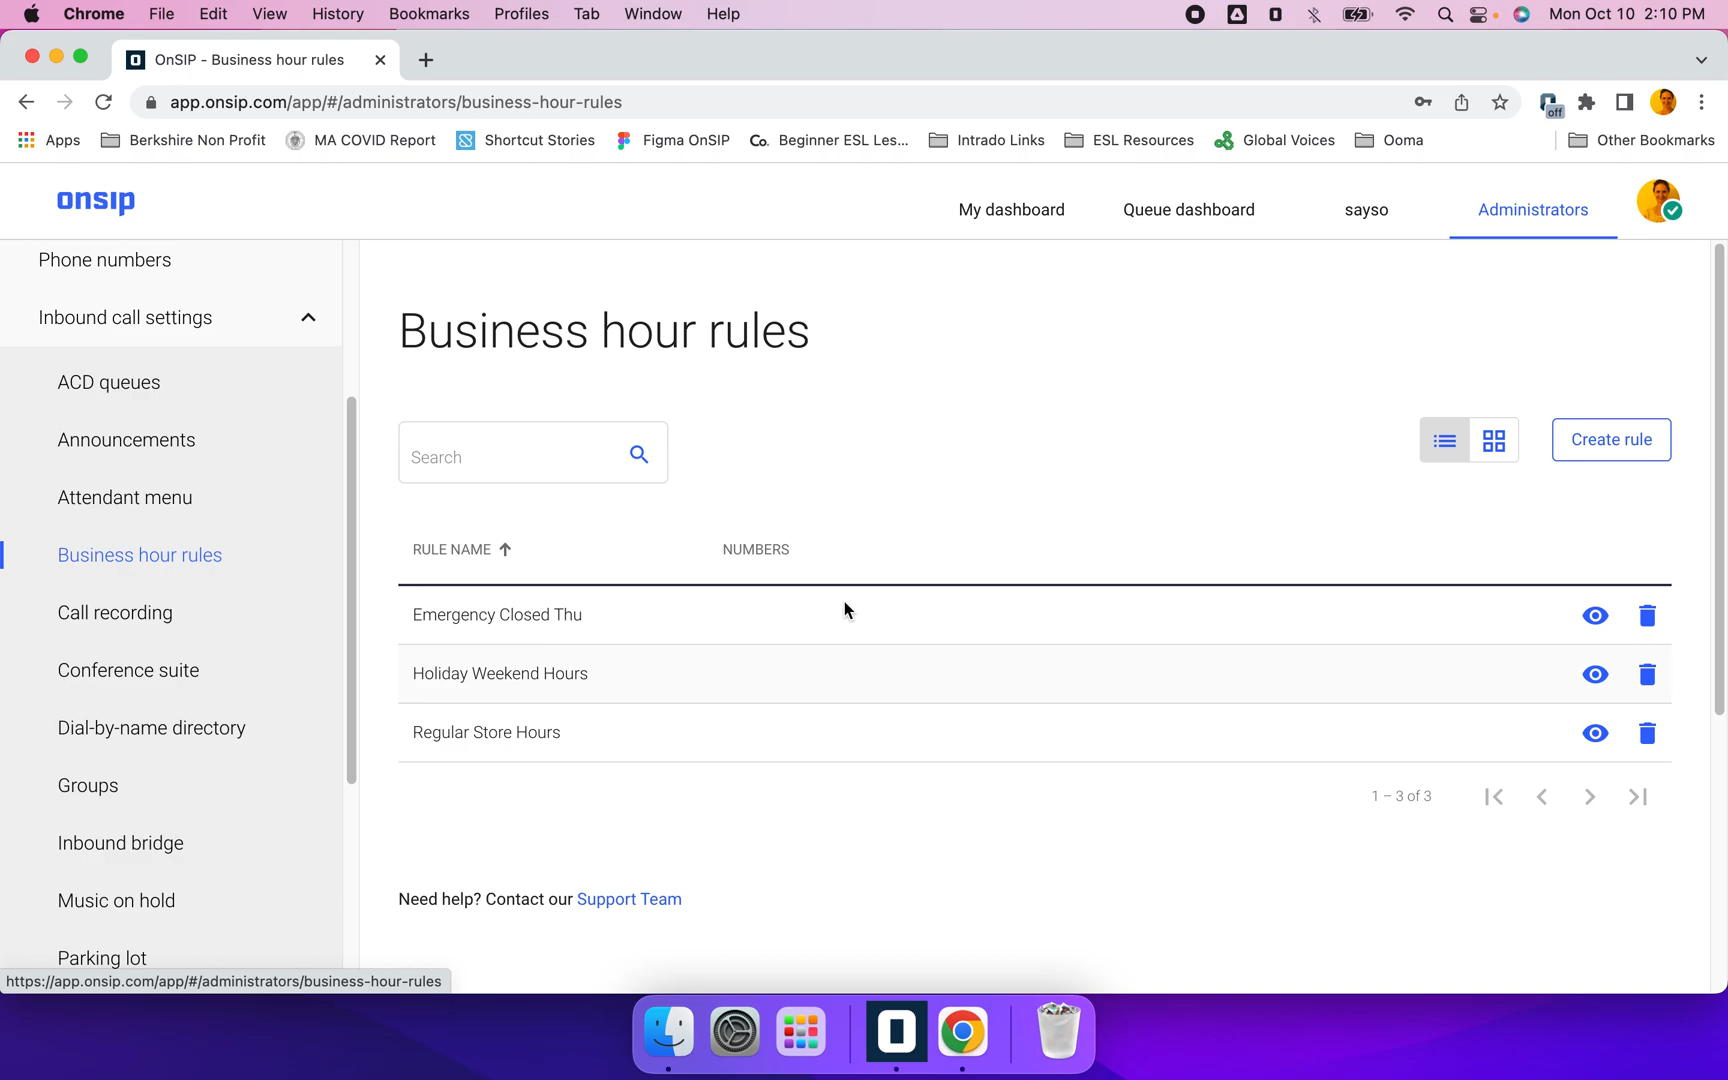 Chrome File Edit View History Bookmarks Profiles Tab Window Help Mon Oct 10 2:10 PM
OnSIP - Business hour rules
app.onsip.com/app/#/administrators/business-hour-rules
off
Apps Berkshire Non Profit MA COVID Report Shortcut Stories Figma OnSIP Co. Beginner ESL Les... Intrado Links ESL Resources Global Voices Ooma Other Bookmarks
onsip My dashboard Queue dashboard sayso Administrators
Phone numbers
Inbound call settings
ACD queues
Announcements
Attendant menu
Business hour rules
Call recording
Conference suite
Dial-by-name directory
Groups
Inbound bridge
Music on hold
Parking lot
Business hour rules
Search
Create rule
RULE NAME NUMBERS
Emergency Closed Thu
Holiday Weekend Hours
Regular Store Hours
1 – 3 of 3
Need help? Contact our Support Team
https://app.onsip.com/app/#/administrators/business-hour-rules